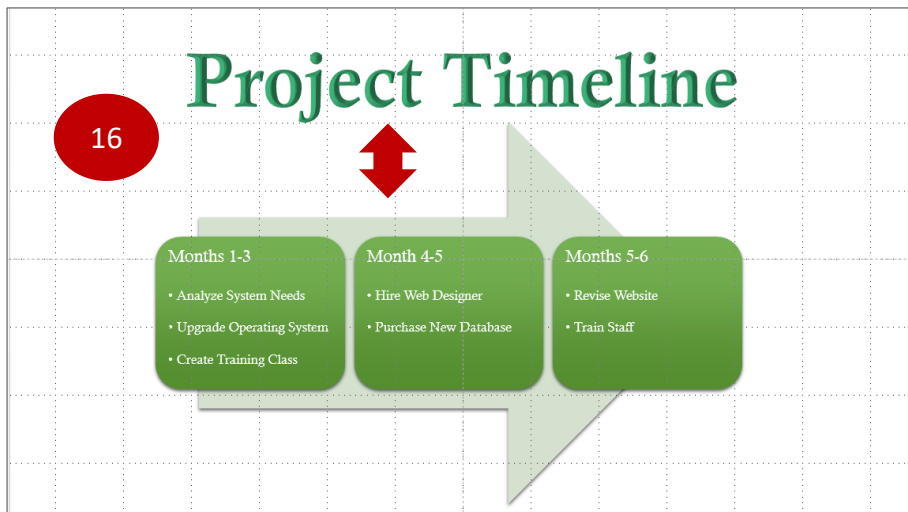 Project Timeline
16
Months 1-3
• Analyze System Needs
• Upgrade Operating System
• Create Training Class
Month 4-5
• Hire Web Designer
• Purchase New Database
Months 5-6
• Revise Website
• Train Staff